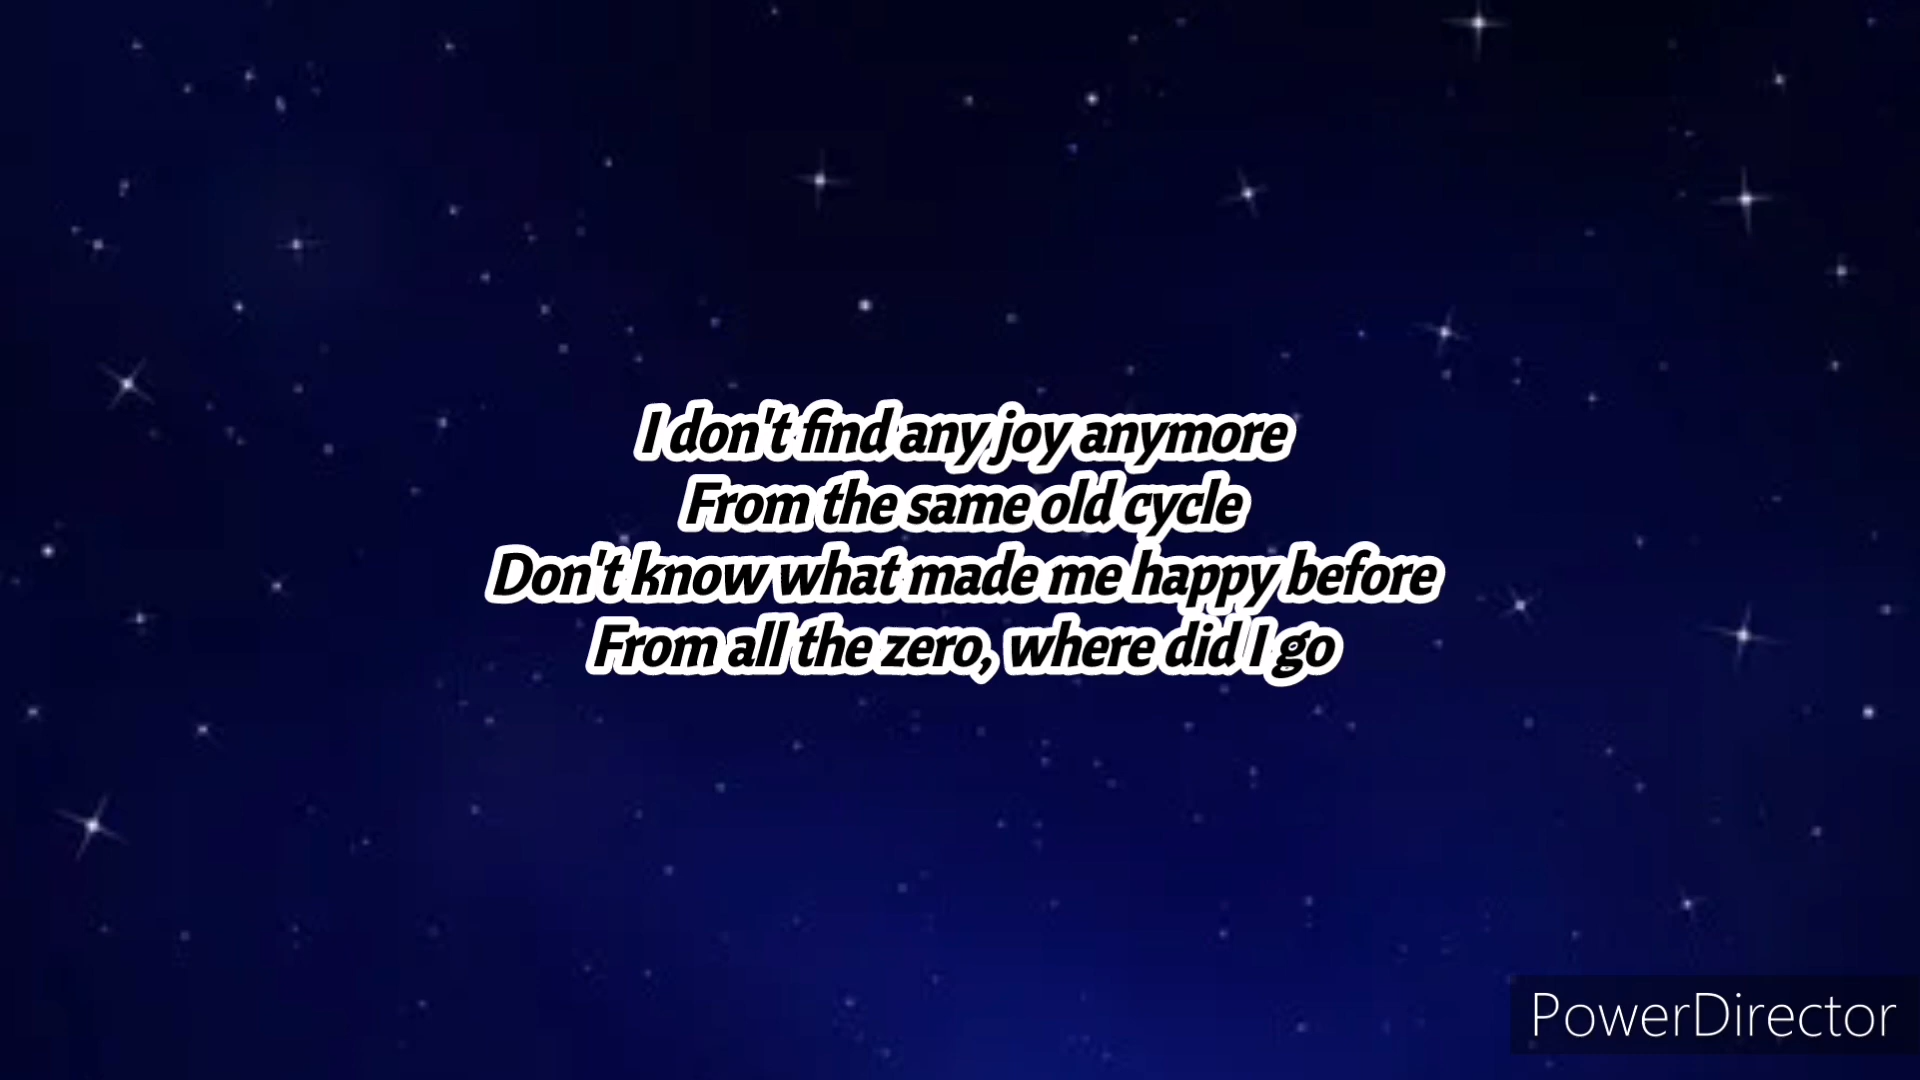 I don't find any joy anymore
From the same old cycle
Don't know what made me happy before
From all the zero, where did I go
PowerDirector